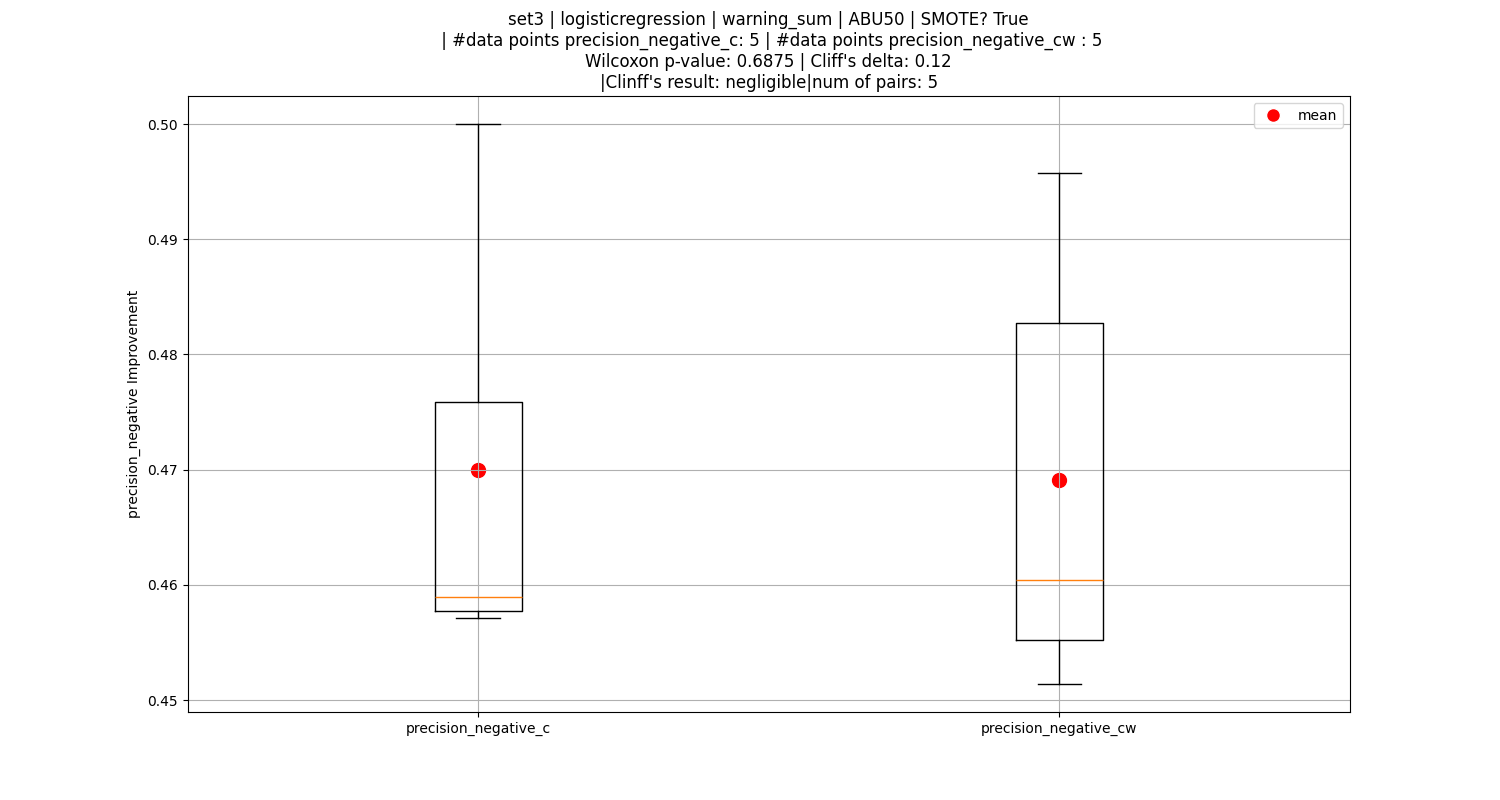 set3 | logisticregression | warning_sum | ABU50 | SMOTE? True
| #data points precision_negative_c: 5 | #data points precision_negative_cw : 5
Wilcoxon p-value: 0.6875 | Cliff's delta: 0.12
|Clinff's result: negligible|num of pairs: 5
mean
0.50
0.49
0.48
0.47
0.46
0.45
precision_negative Improvement
precision_negative_c
precision_negative_cw